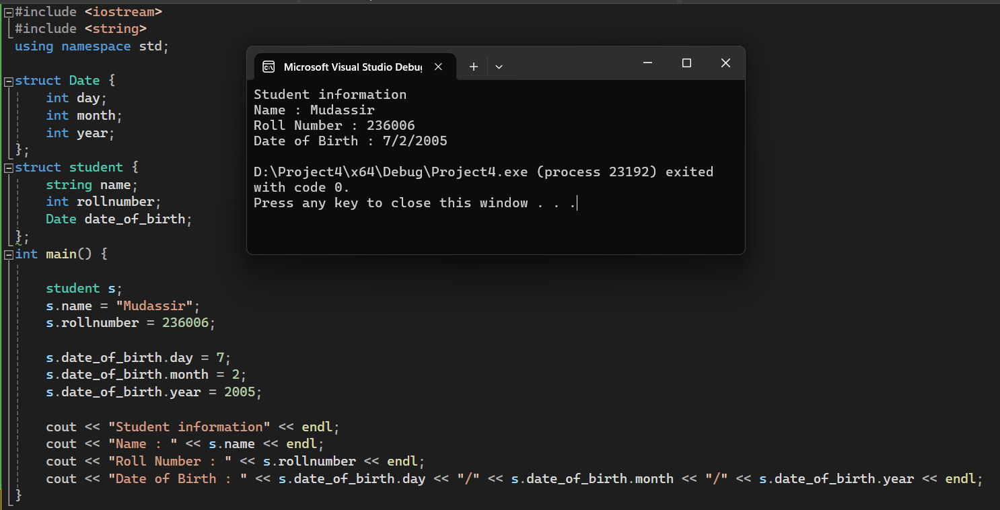 #include <iostream>
#include <string>
using namespace std;

struct Date {
    int day;
    int month;
    int year;
};
struct student {
    string name;
    int rollnumber;
    Date date_of_birth;
};
int main() {

    student s;
    s.name = "Mudassir";
    s.rollnumber = 236006;

    s.date_of_birth.day = 7;
    s.date_of_birth.month = 2;
    s.date_of_birth.year = 2005;

    cout << "Student information" << endl;
    cout << "Name : " << s.name << endl;
    cout << "Roll Number : " << s.rollnumber << endl;
    cout << "Date of Birth : " << s.date_of_birth.day << "/" << s.date_of_birth.month << "/" << s.date_of_birth.year << endl;
}
Microsoft Visual Studio Debu
Student information
Name : Mudassir
Roll Number : 236006
Date of Birth : 7/2/2005

D:\Project4\x64\Debug\Project4.exe (process 23192) exited
with code 0.
Press any key to close this window . . .